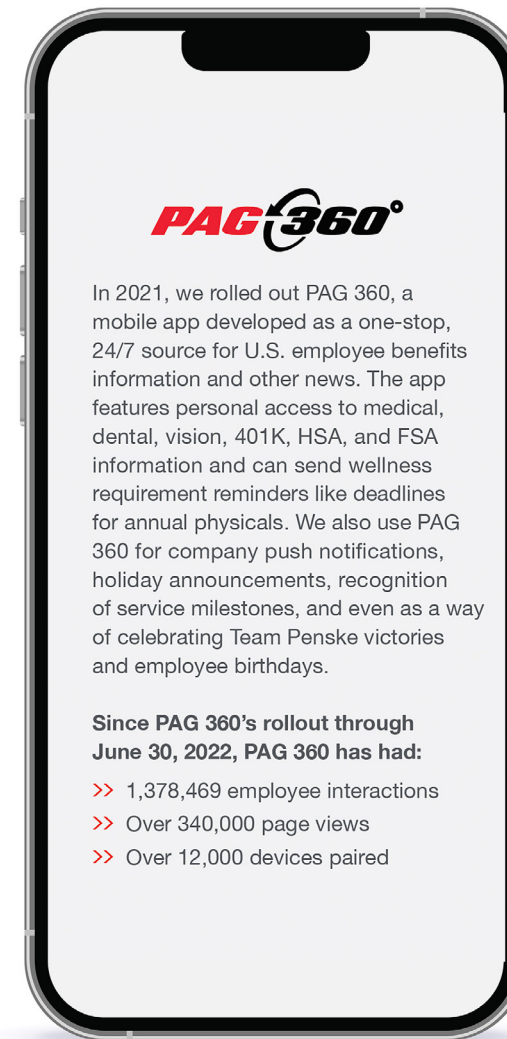 PAG 360°
In 2021, we rolled out PAG 360, a
mobile app developed as a one-stop,
24/7 source for U.S. employee benefits
information and other news. The app
features personal access to medical,
dental, vision, 401K, HSA, and FSA
information and can send wellness
requirement reminders like deadlines
for annual physicals. We also use PAG
360 for company push notifications,
holiday announcements, recognition
of service milestones, and even as a way
of celebrating Team Penske victories
and employee birthdays.
Since PAG 360’s rollout through
June 30, 2022, PAG 360 has had:
>> 1,378,469 employee interactions
>> Over 340,000 page views
>> Over 12,000 devices paired